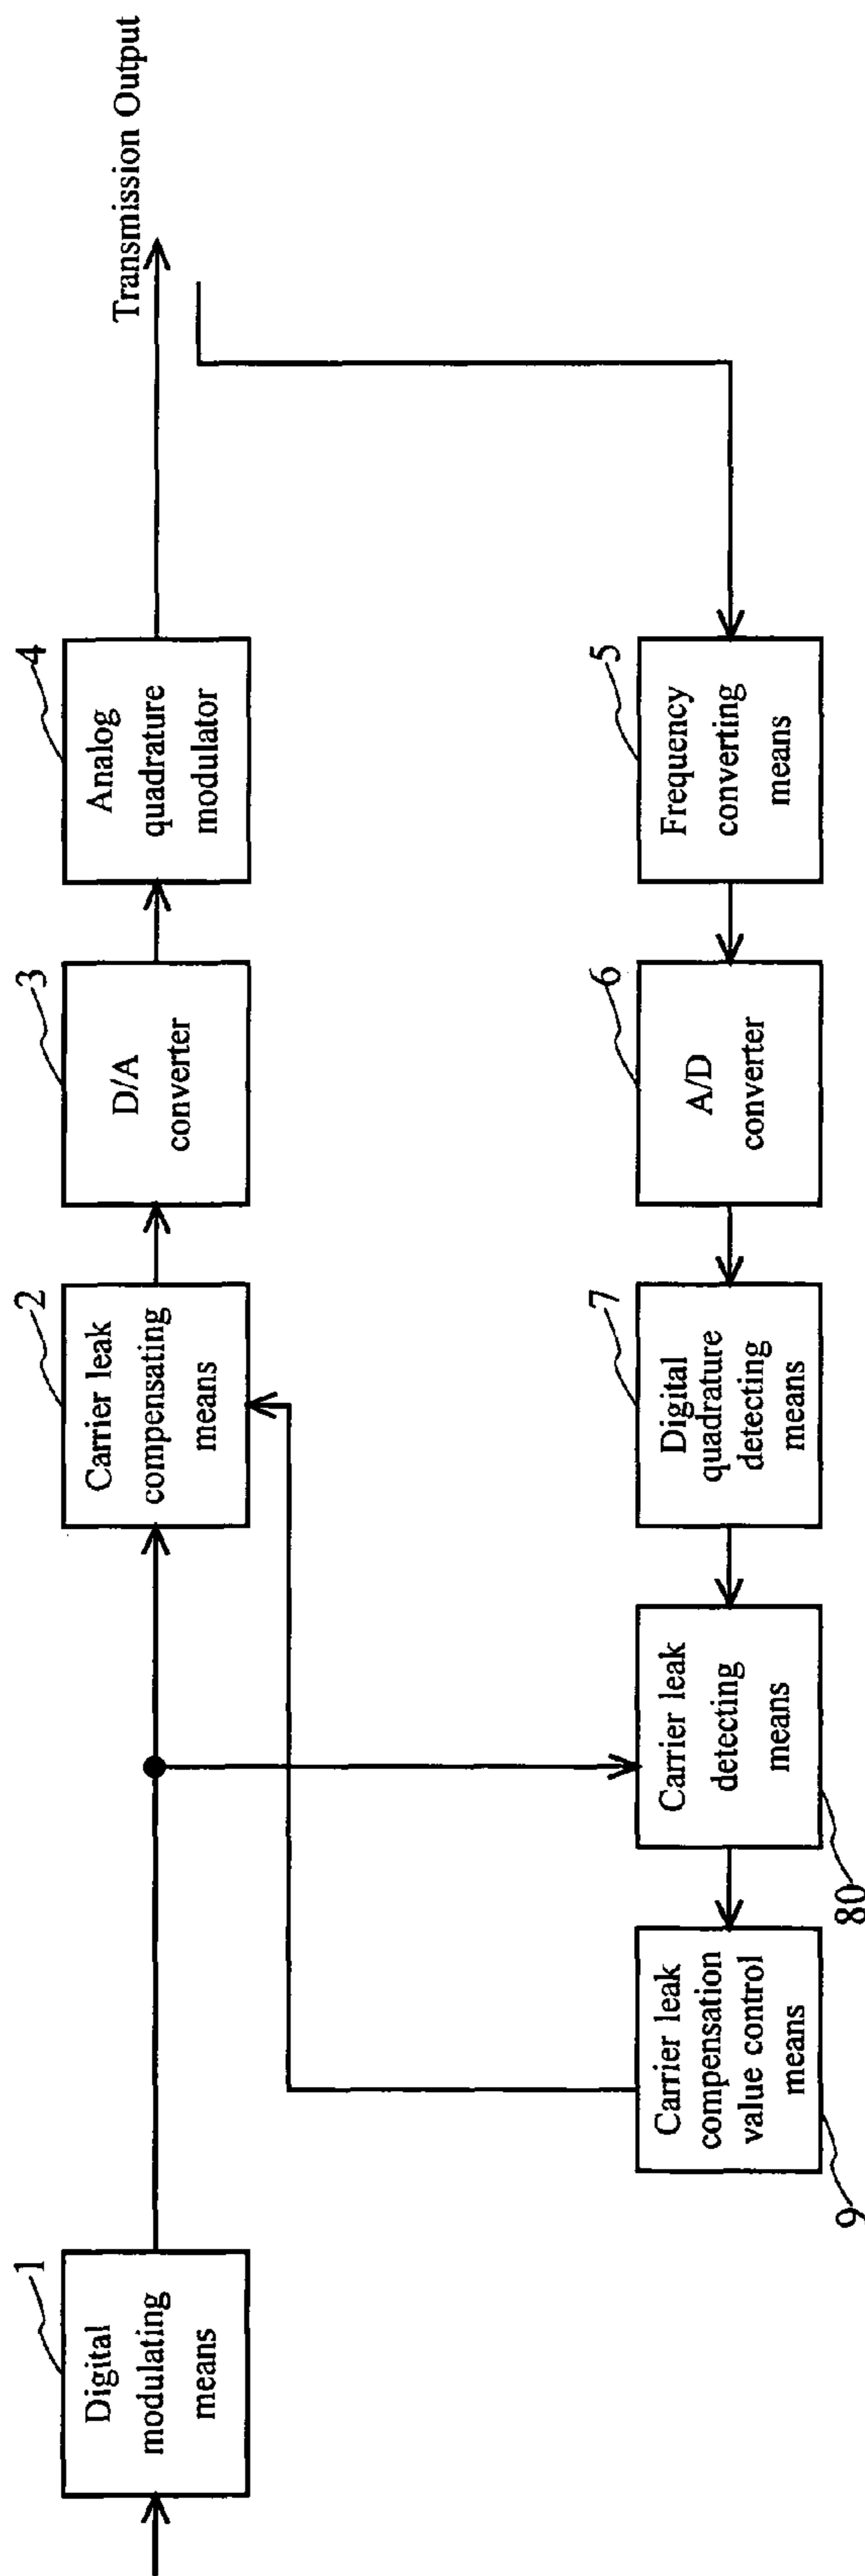 1
Digital
modulating
means
2
Carrier leak
compensating
means
3
D/A
converter
4
Analog
quadrature
modulator
Transmission Output
9
Carrier leak
compensation
value control
means
80
Carrier leak
detecting
means
7
Digital
quadrature
detecting
means
6
A/D
converter
5
Frequency
converting
means